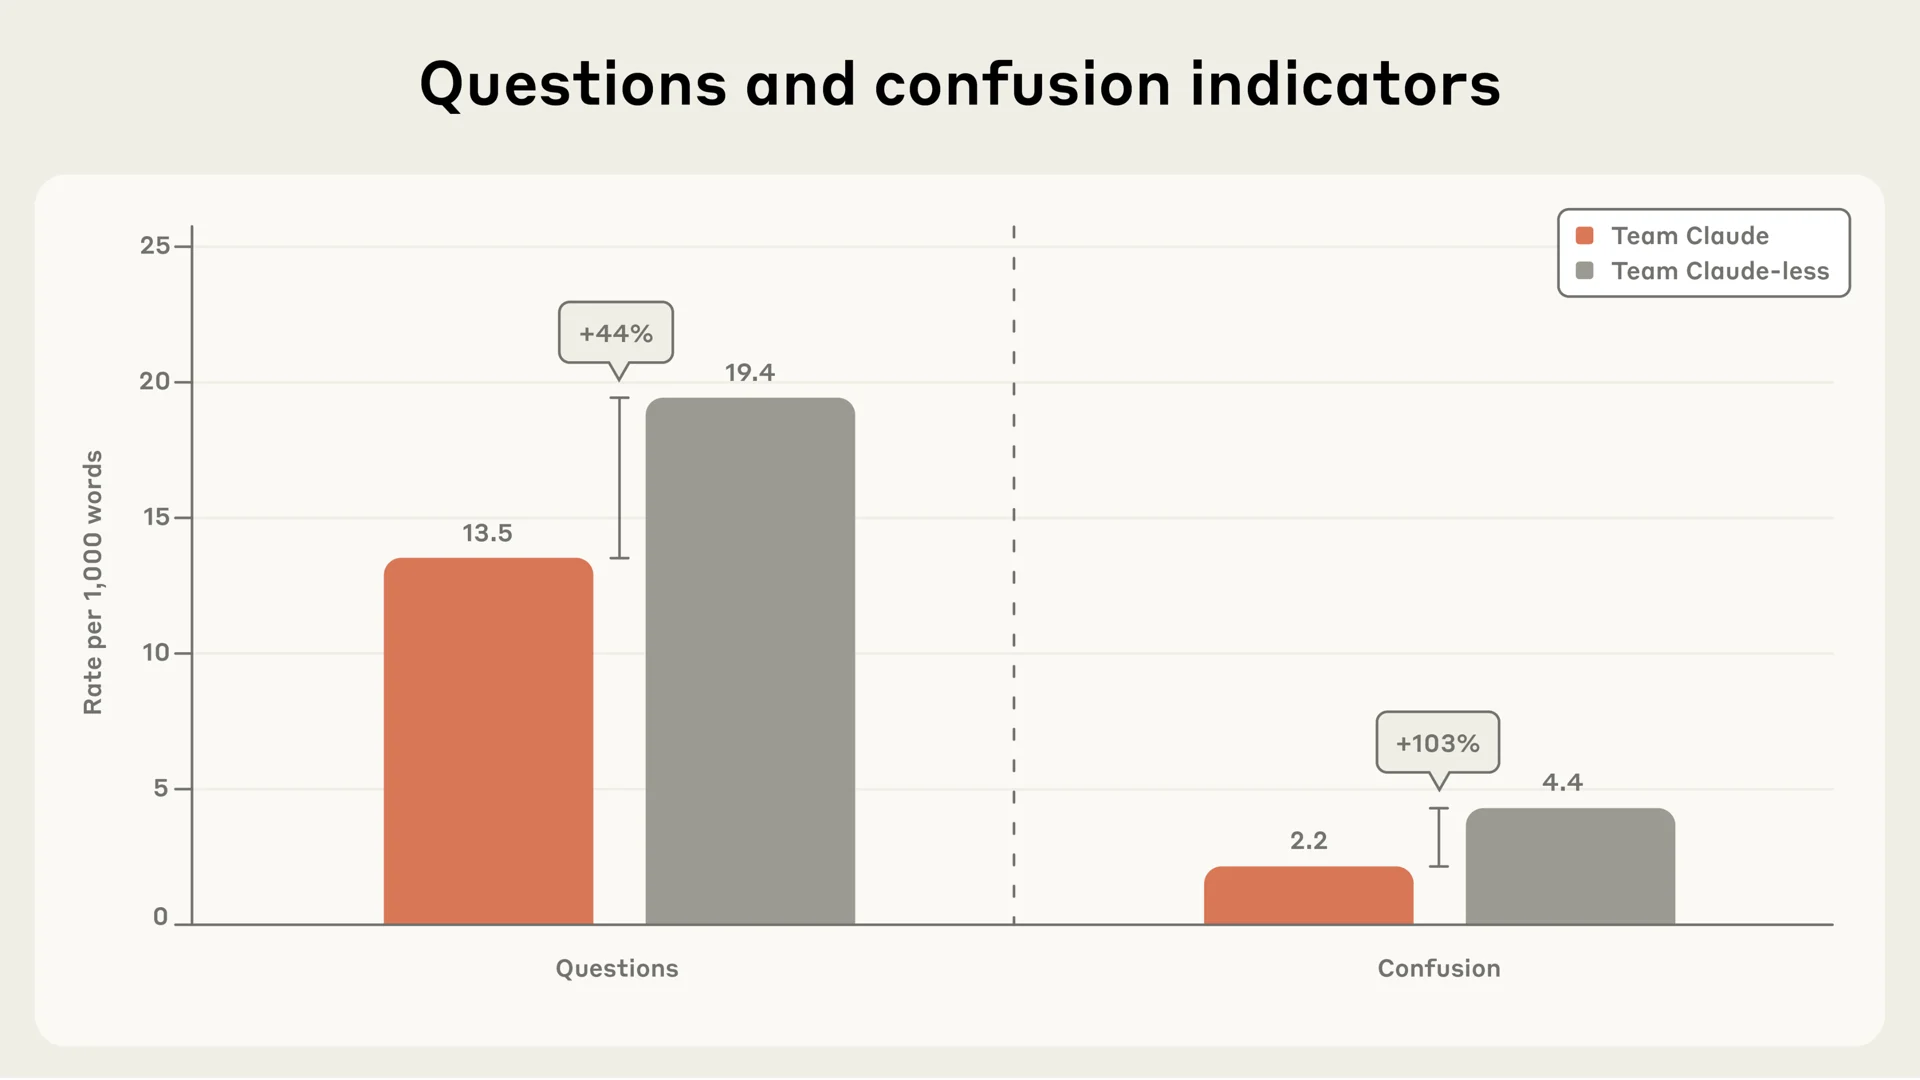 Questions and confusion indicators
Team Claude
Team Claude-less
Rate per 1,000 words
25
20
15
10
5
0
+44%
13.5
19.4
+103%
2.2
4.4
Questions
Confusion